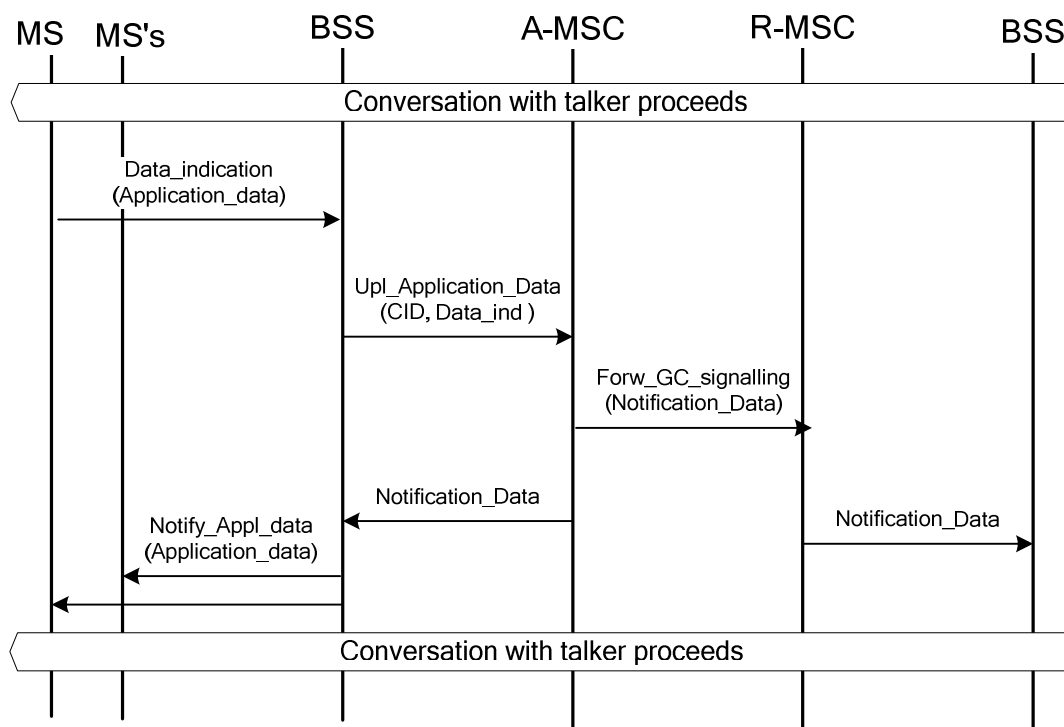 MS MS's BSS A-MSC R-MSC BSS
Conversation with talker proceeds
Data_indication
(Application_data)
Upl_Application_Data
(CID, Data_ind )
Forw_GC_signalling
(Notification_Data)
Notification_Data
Notification_Data
Notify_Appl_data
(Application_data)
Conversation with talker proceeds